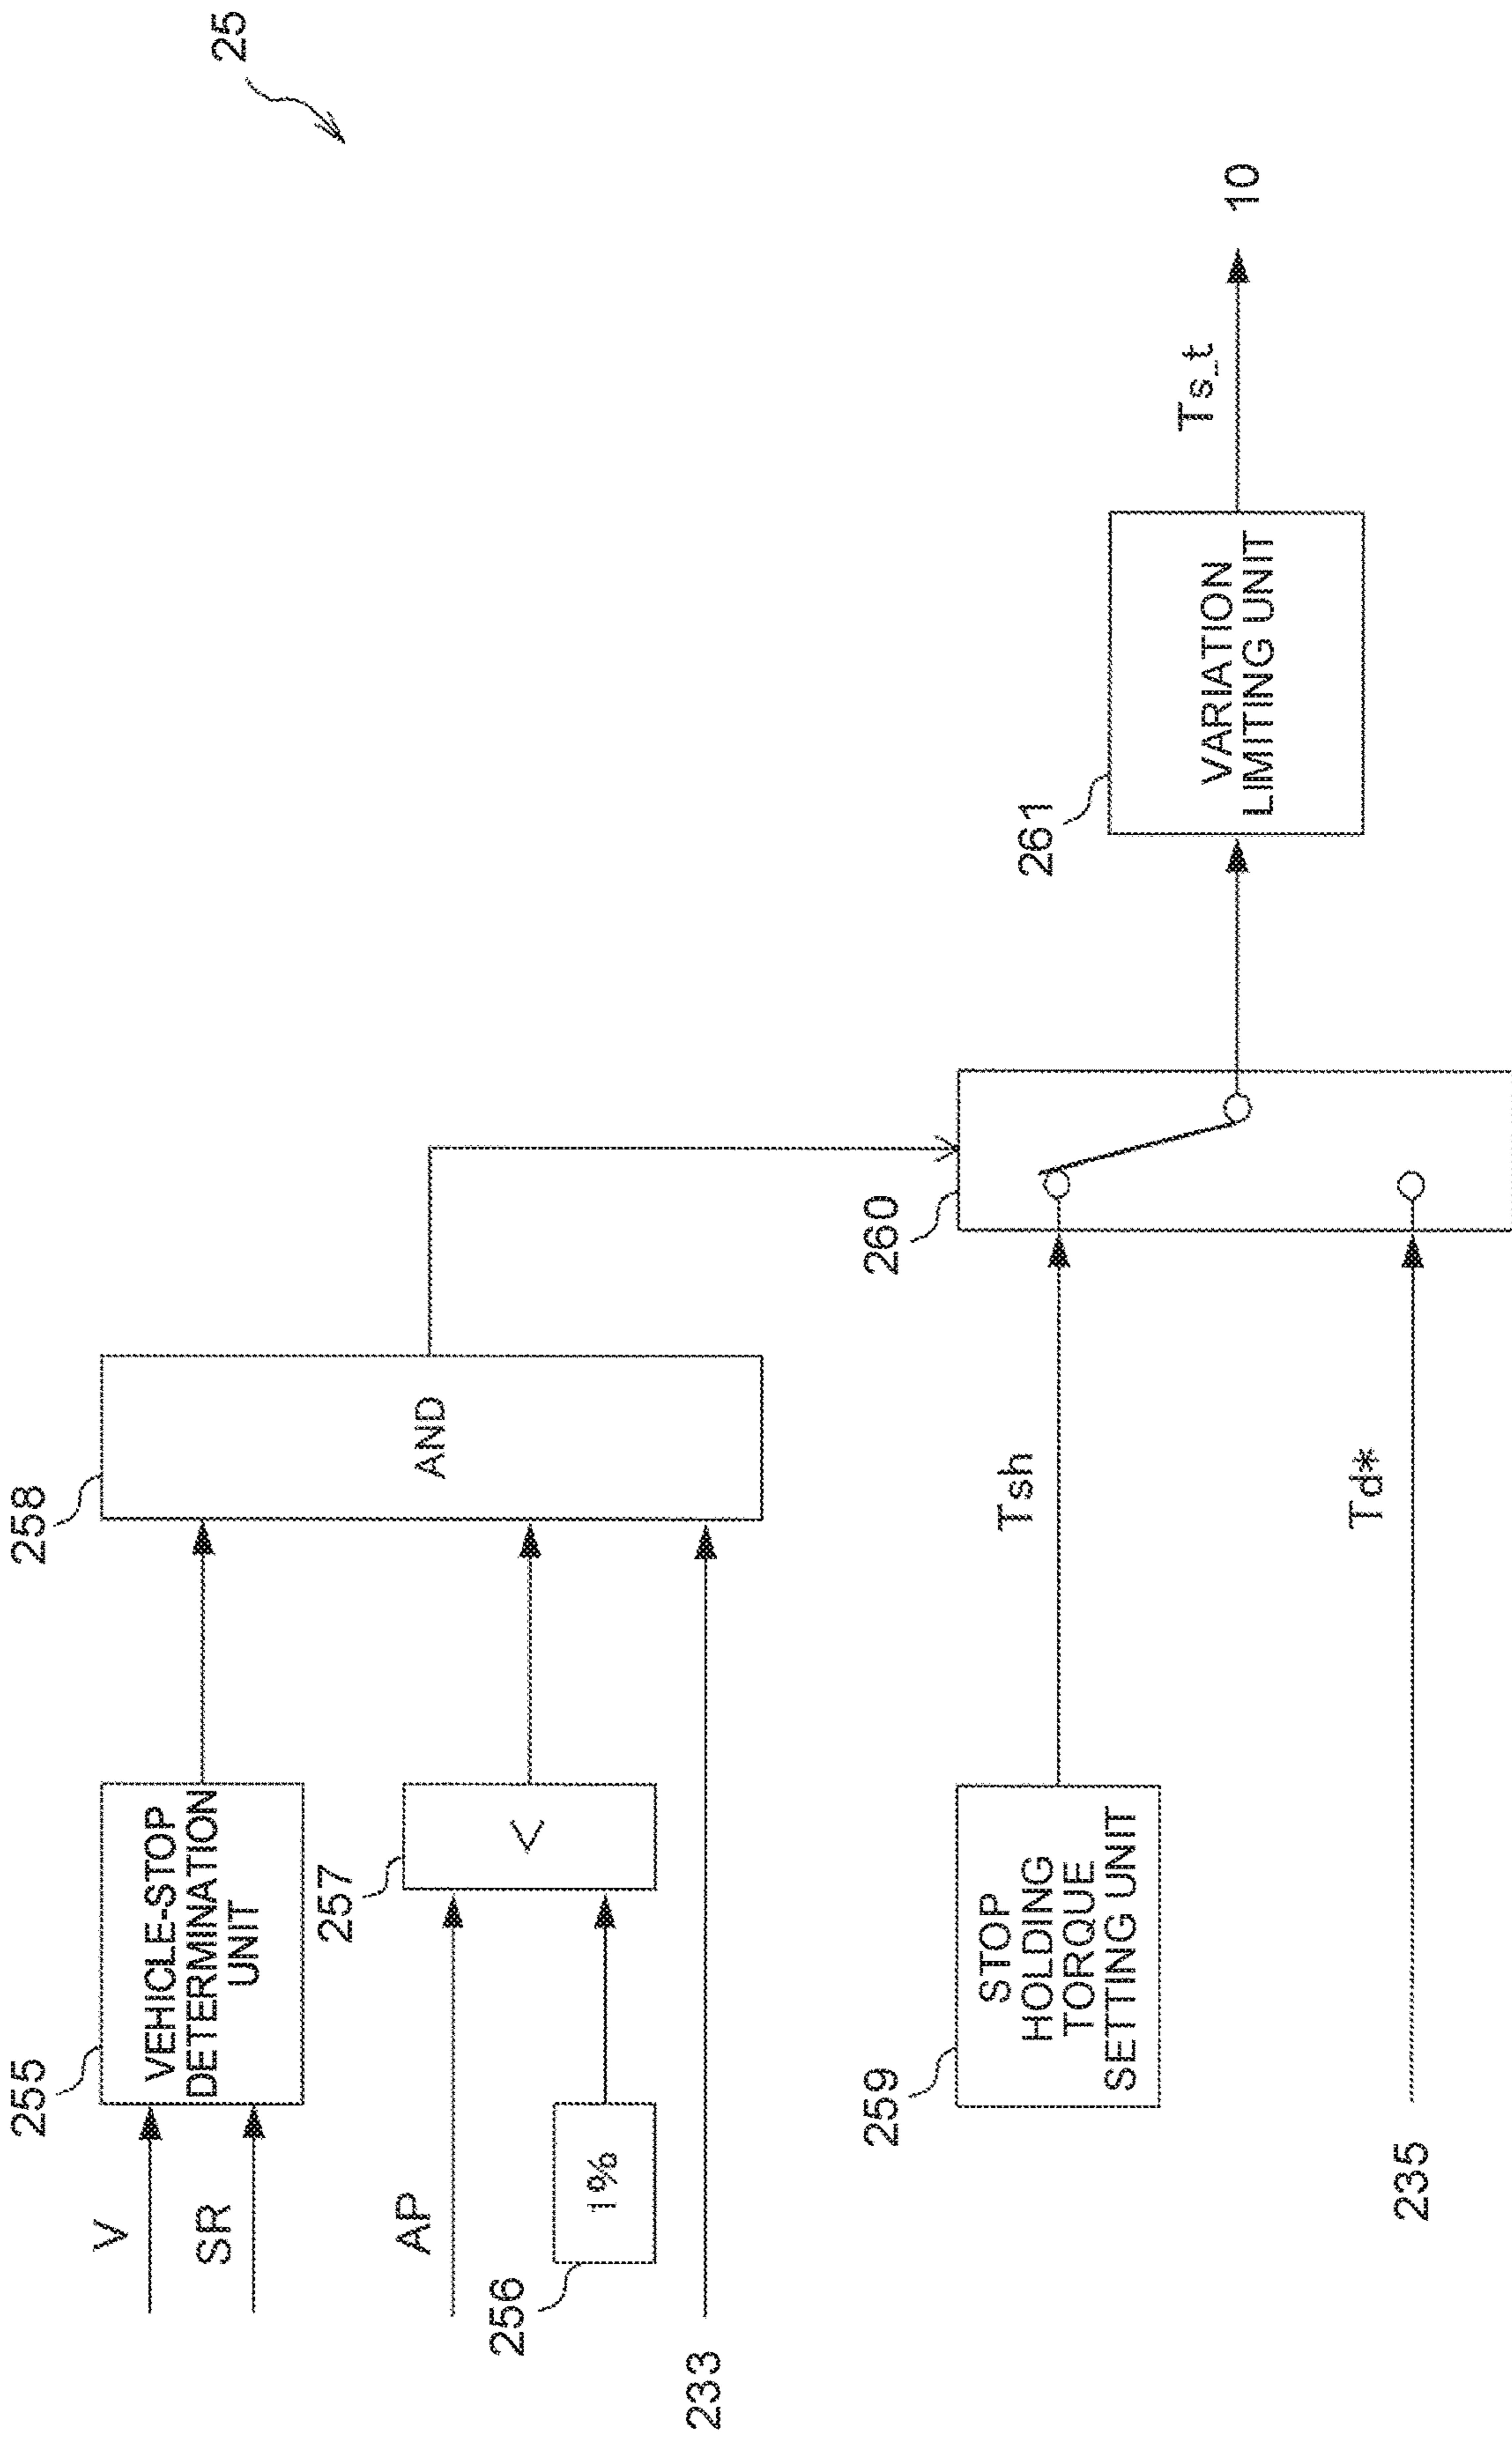 25
255
V
SR
VEHICLE-STOP
DETERMINATION
UNIT
258
AND
257
AP
<
256
1%
233
260
259
STOP
HOLDING
TORQUE
SETTING UNIT
Tsh
261
VARIATION
LIMITING UNIT
Ts_t
10
Td*
235